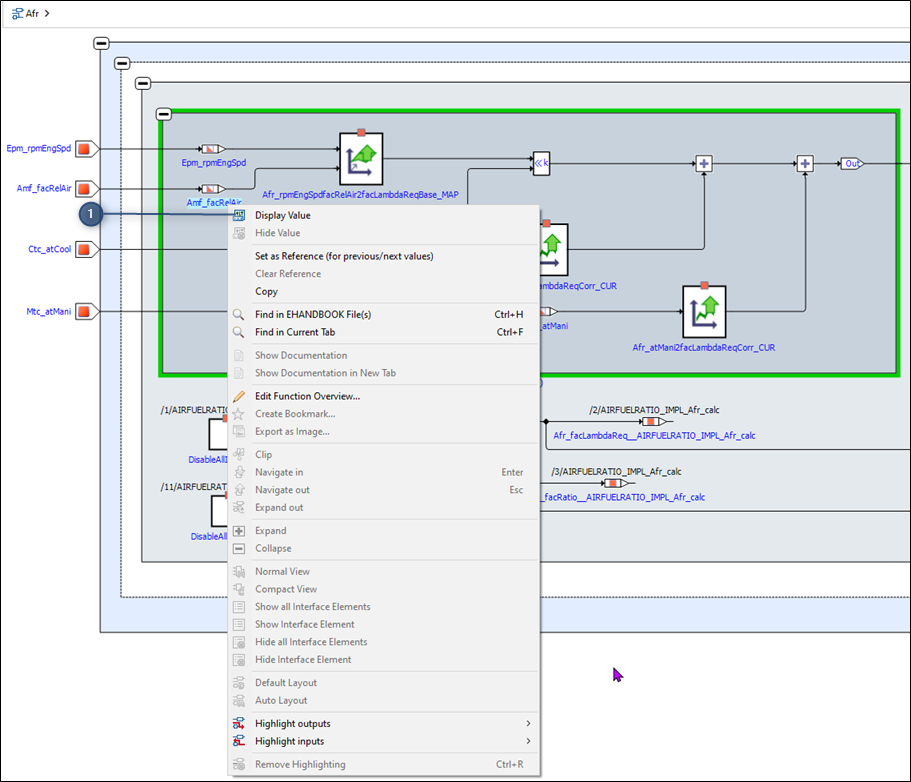 Afr
Epm_rpmEngSpd
Epm_rpmEngSpd
Amf_facRelAir
Amf_facRelAir
Afr_rpmEngSpdfacRelAir2facLambdaReqBase_MAP
<<k
Out
1
Ctc_atCool
Mtc_atMani
Display Value
Hide Value
Set as Reference (for previous/next values)
Clear Reference
Copy
Find in EHANDBOOK File(s) Ctrl+H
Find in Current Tab Ctrl+F
Show Documentation
Show Documentation in New Tab
Edit Function Overview...
Create Bookmark...
Export as Image...
Clip
Navigate in Enter
Navigate out Esc
Expand out
Expand
Collapse
Normal View
Compact View
Show all Interface Elements
Show Interface Element
Hide all Interface Elements
Hide Interface Element
Default Layout
Auto Layout
Highlight outputs
Highlight inputs
Remove Highlighting Ctrl+R
ambdaReqCorr_CUR
_atMani
Afr_atMani2facLambdaReqCorr_CUR
/1/AIRFUELRATIO
DisableAllI
/11/AIRFUELRATI
DisableAllI
/2/AIRFUELRATIO_IMPL_Afr_calc
Afr_facLambdaReq__AIRFUELRATIO_IMPL_Afr_calc
/3/AIRFUELRATIO_IMPL_Afr_calc
_facRatio__AIRFUELRATIO_IMPL_Afr_calc